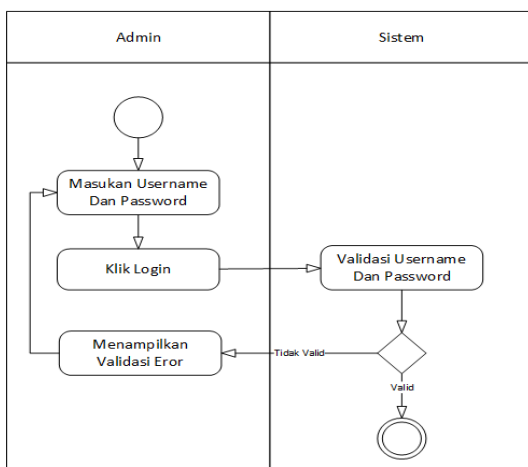 Admin
Sistem
Masukan Username
Dan Password
Klik Login
Validasi Username
Dan Password
Menampilkan
Validasi Eror
Tidak Valid
Valid